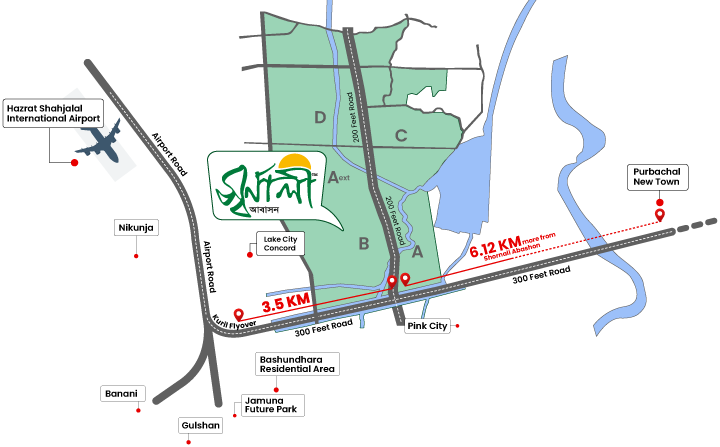 Hazrat Shahjalal
International Airport
Airport Road
200 Feet Road
D
C
স্বর্নালী™
আবাসন
Aext
Nikunja
Lake City
Concord
Airport Road
B
A
200 Feet Road
Purbachal
New Town
6.12 KM more from
Shornali Abashon
3.5 KM
Kuril Flyover
300 Feet Road
300 Feet Road
Pink City
Bashundhara
Residential Area
Banani
Jamuna
Future Park
Gulshan